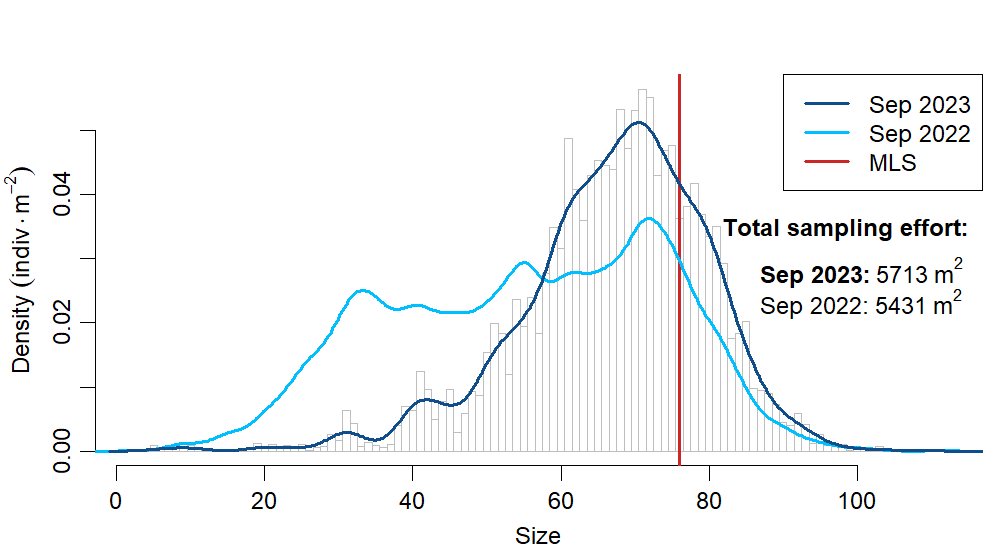 Sep 2023
Sep 2022
MLS
Total sampling effort:
Sep 2023: 5713 m²
Sep 2022: 5431 m²
Density (indiv · m⁻²)
0.04
0.02
0.00
0 20 40 60 80 100
Size